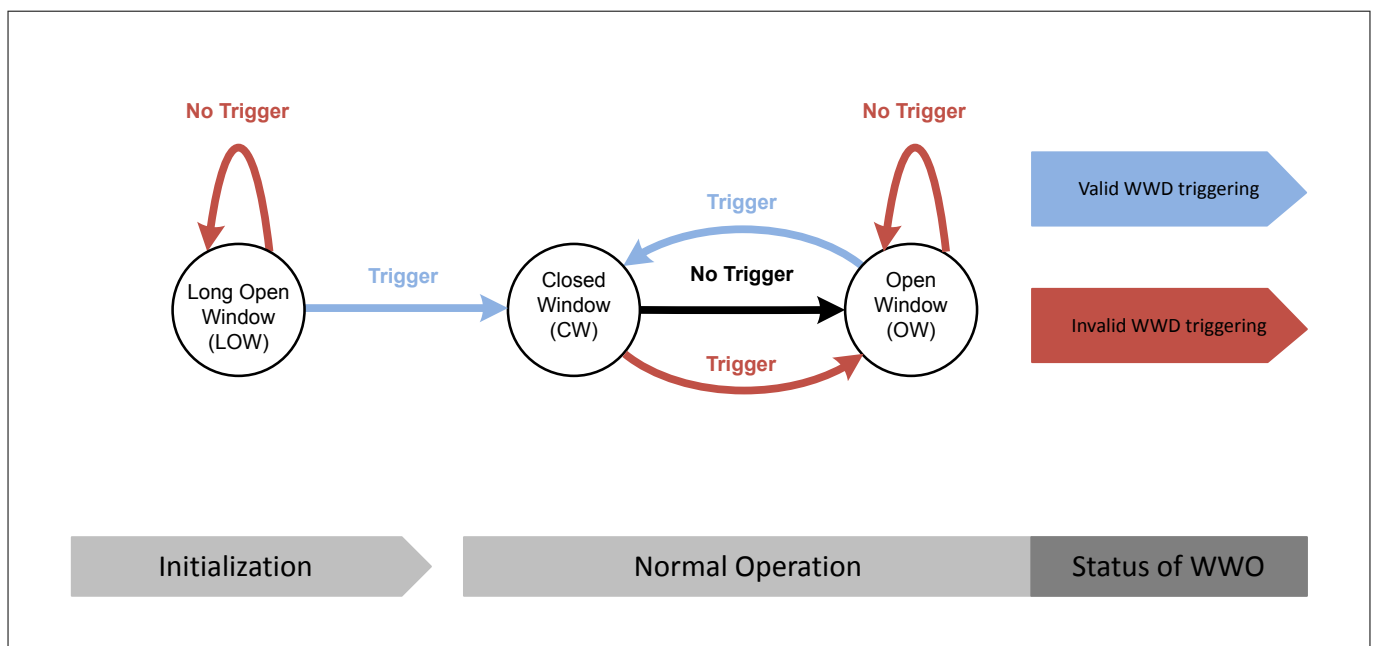 No Trigger
No Trigger
Valid WWD triggering
Trigger
Trigger
Long Open
Window
(LOW)
Closed
Window
(CW)
No Trigger
Open
Window
(OW)
Invalid WWD triggering
Trigger
Initialization
Normal Operation
Status of WWO